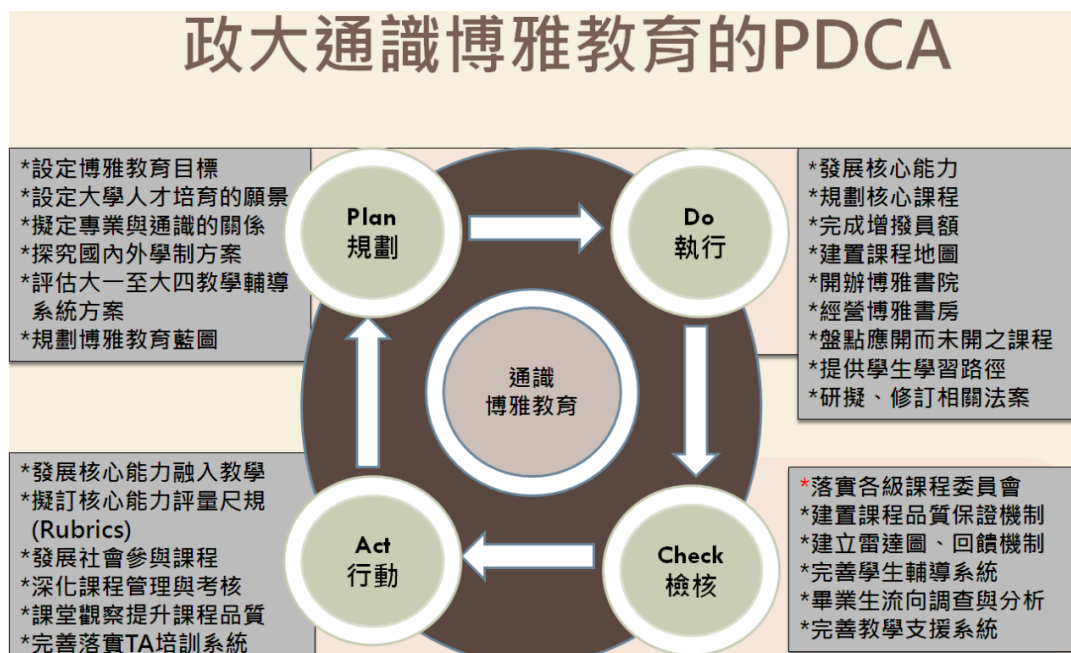 政大通識博雅教育的PDCA
*設定博雅教育目標
*設定大學人才培育的願景
*擬定專業與通識的關係
*探究國內外學制方案
*評估大一至大四教學輔導
系統方案
*規劃博雅教育藍圖
Plan
規劃
Do
執行
*發展核心能力
*規劃核心課程
*完成增撥員額
*建置課程地圖
*開辦博雅書院
*經營博雅書房
*盤點應開而未開之課程
*提供學生學習路徑
*研擬、修訂相關法案
通識
博雅教育
*發展核心能力融入教學
*擬訂核心能力評量尺規
(Rubrics)
*發展社會參與課程
*深化課程管理與考核
*課堂觀察提升課程品質
*完善落實TA培訓系統
Act
行動
Check
檢核
*落實各級課程委員會
*建置課程品質保證機制
*建立雷達圖、回饋機制
*完善學生輔導系統
*畢業生流向調查與分析
*完善教學支援系統